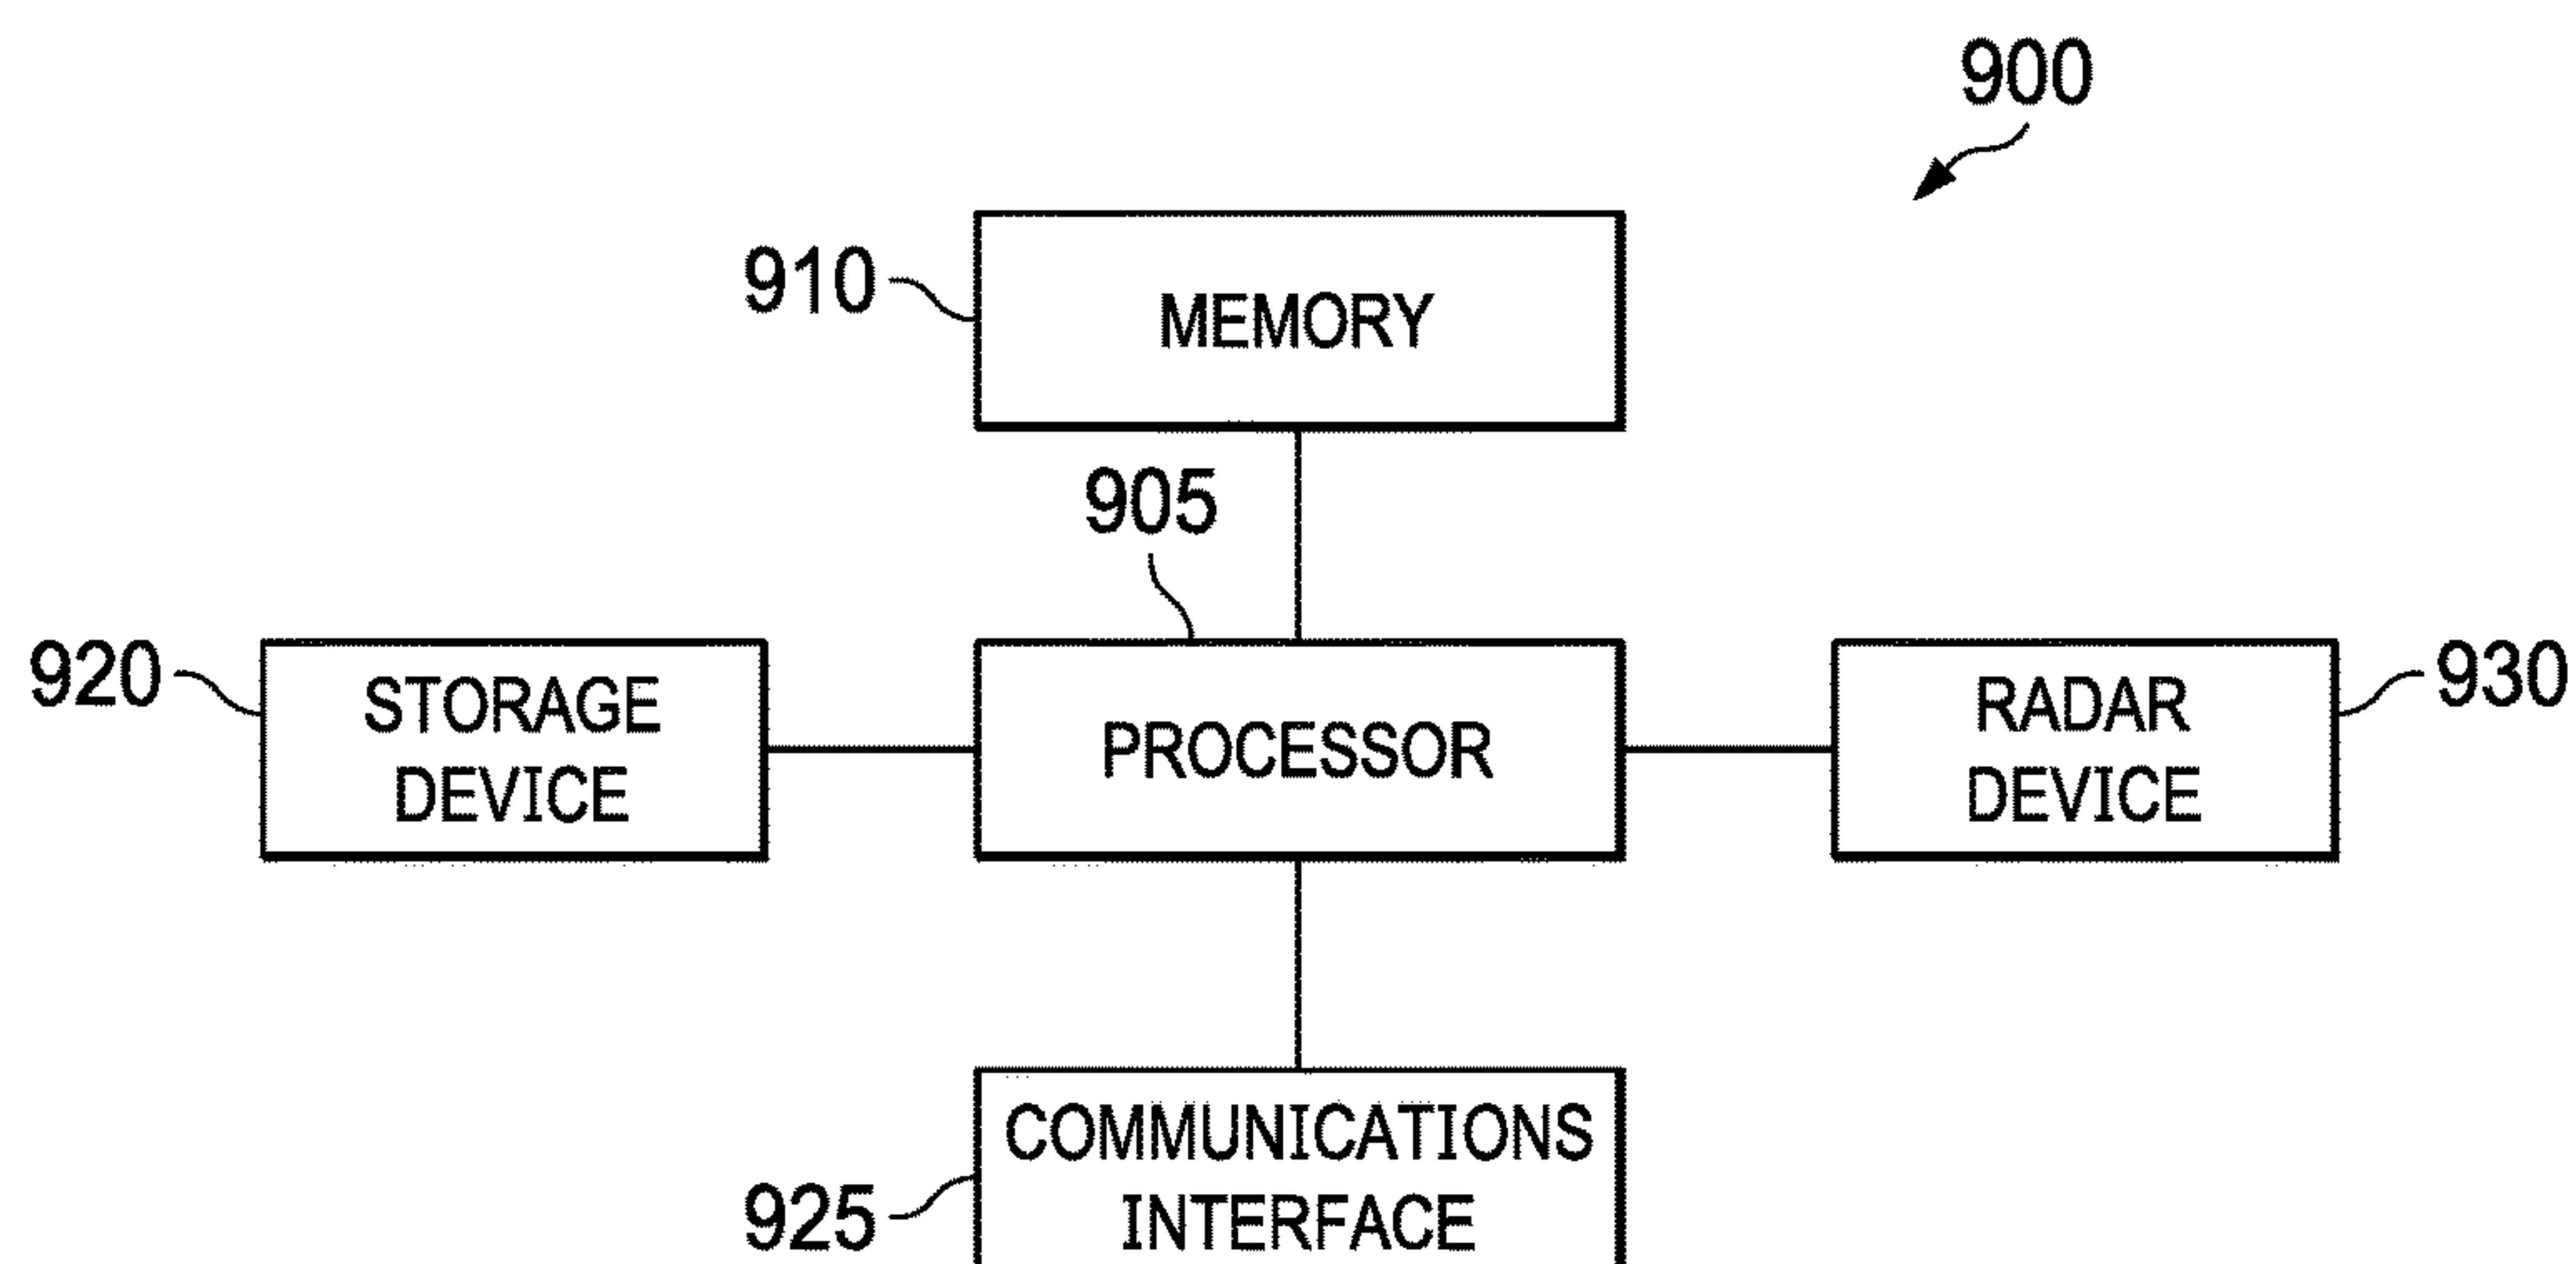 900
910
MEMORY
905
920
STORAGE
DEVICE
PROCESSOR
RADAR
DEVICE
930
COMMUNICATIONS
INTERFACE
925